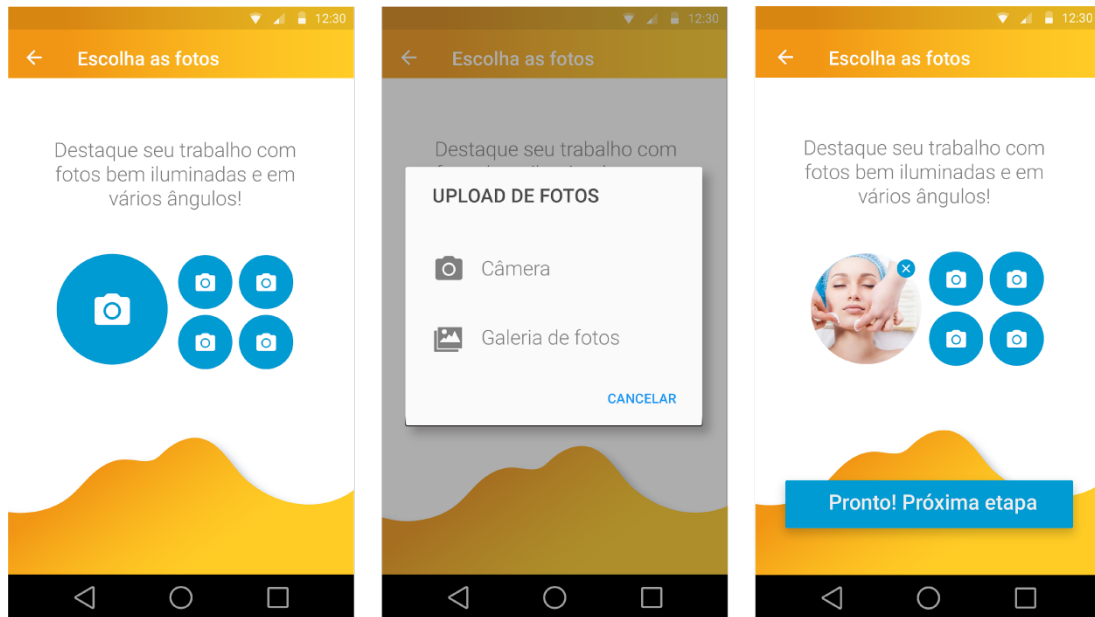 12:30
Escolha as fotos
Destaque seu trabalho com
fotos bem iluminadas e em
vários ângulos!
12:30
Escolha as fotos
Destaque seu trabalho com
UPLOAD DE FOTOS
Câmera
Galeria de fotos
CANCELAR
12:30
Escolha as fotos
Destaque seu trabalho com
fotos bem iluminadas e em
vários ângulos!
Pronto! Próxima etapa